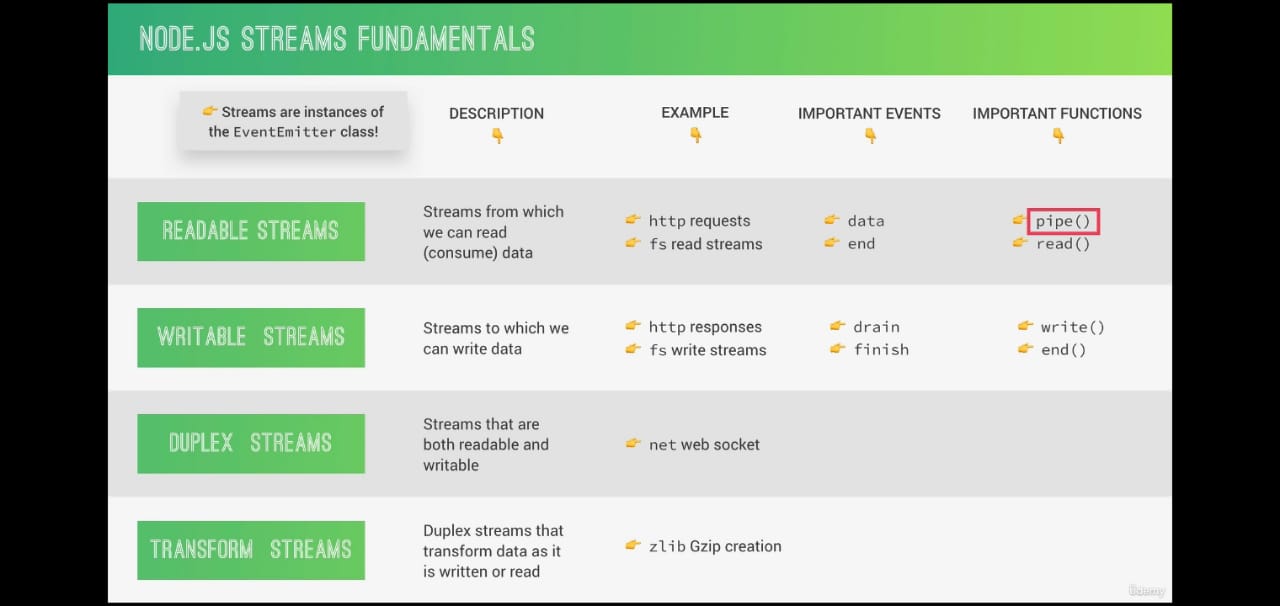 NODE.JS STREAMS FUNDAMENTALS
👉 Streams are instances of
the EventEmitter class!
DESCRIPTION
👇
EXAMPLE
👇
IMPORTANT EVENTS
👇
IMPORTANT FUNCTIONS
👇
READABLE STREAMS
Streams from which
we can read
(consume) data
👉 http requests
👉 fs read streams
👉 data
👉 end
👉 pipe()
👉 read()
WRITABLE STREAMS
Streams to which we
can write data
👉 http responses
👉 fs write streams
👉 drain
👉 finish
👉 write()
👉 end()
DUPLEX STREAMS
Streams that are
both readable and
writable
👉 net web socket
TRANSFORM STREAMS
Duplex streams that
transform data as it
is written or read
👉 zlib Gzip creation
ûdemy